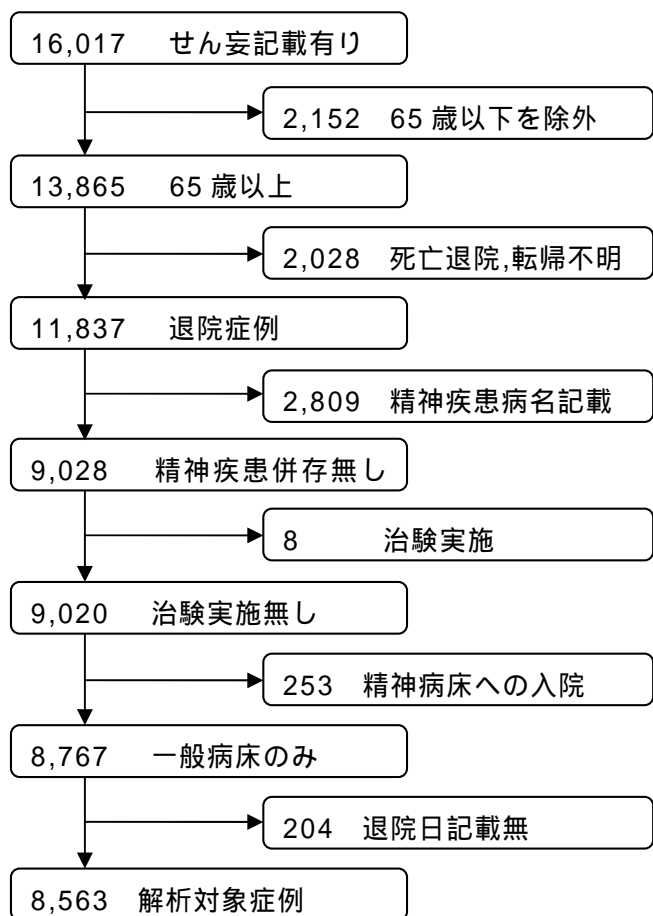 16,017 せん妄記載有り
2,152 65歳以下を除外
13,865 65歳以上
2,028 死亡退院,転帰不明
11,837 退院症例
2,809 精神疾患病名記載
9,028 精神疾患併存無し
8 治験実施
9,020 治験実施無し
253 精神病床への入院
8,767 一般病床のみ
204 退院日記載無
8,563 解析対象症例